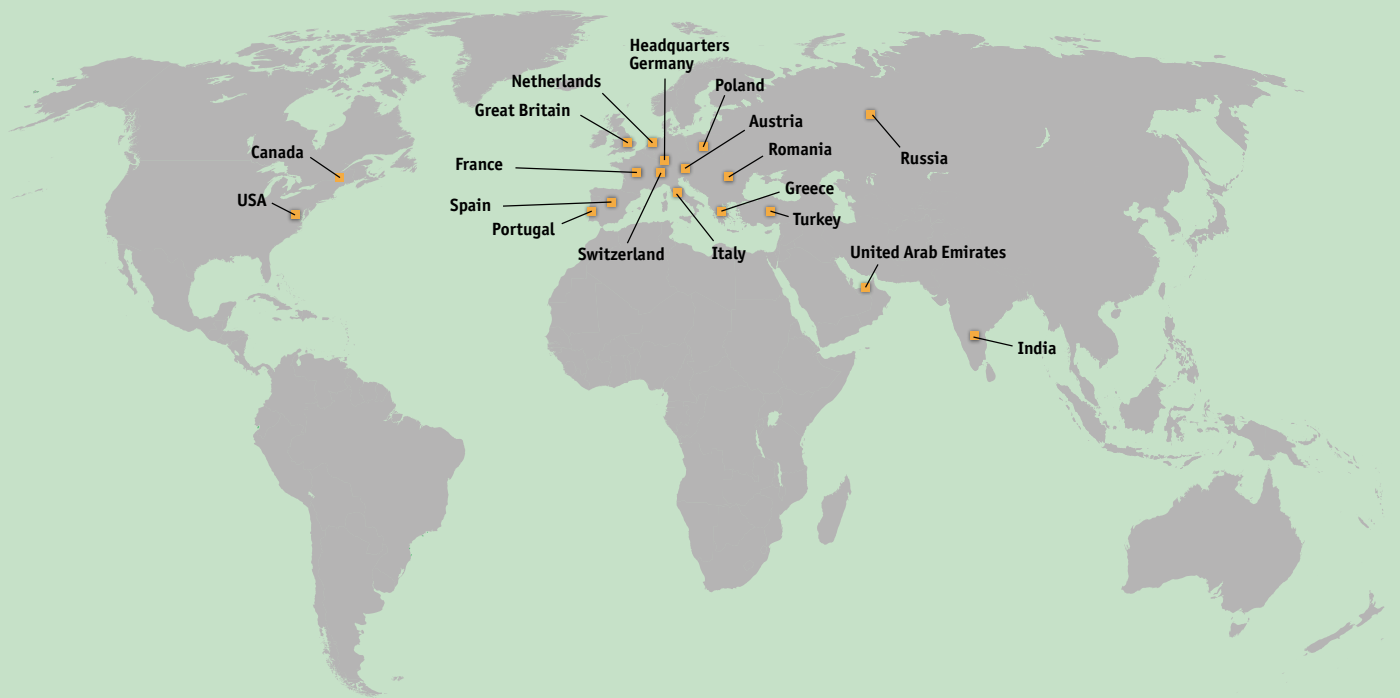 Headquarters
Germany
Netherlands
Poland
Great Britain
Austria
Canada
Romania
France
Russia
Greece
USA
Spain
Turkey
Portugal
Switzerland
Italy
United Arab Emirates
India